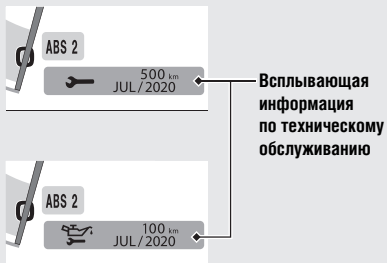 ABS 2
500 km
JUL/2020
Всплывающая
информация
по техническому
обслуживанию
ABS 2
100 km
JUL/2020